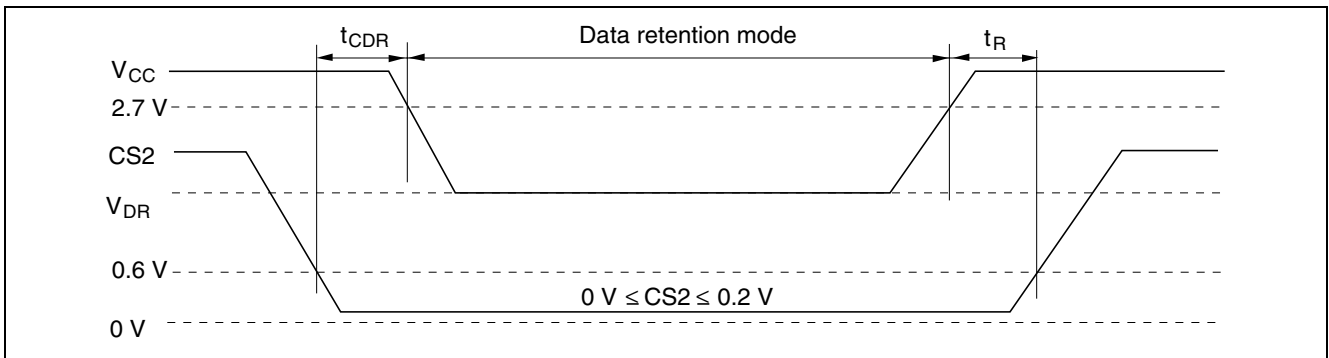 tCDR Data retention mode tR
VCC
2.7 V
CS2
VDR
0.6 V
0 V ≤ CS2 ≤ 0.2 V
0 V